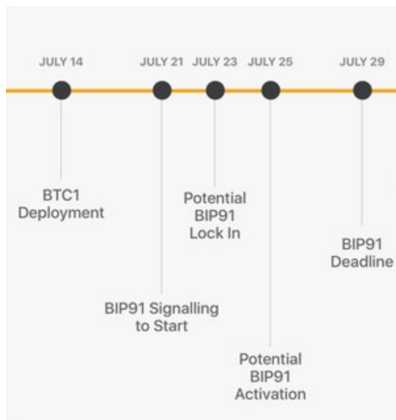 JULY 14 JULY 21 JULY 23 JULY 25 JULY 29
BTC1
Deployment
Potential
BIP91
Lock In
BIP91
Deadline
BIP91 Signalling
to Start
Potential
BIP91
Activation